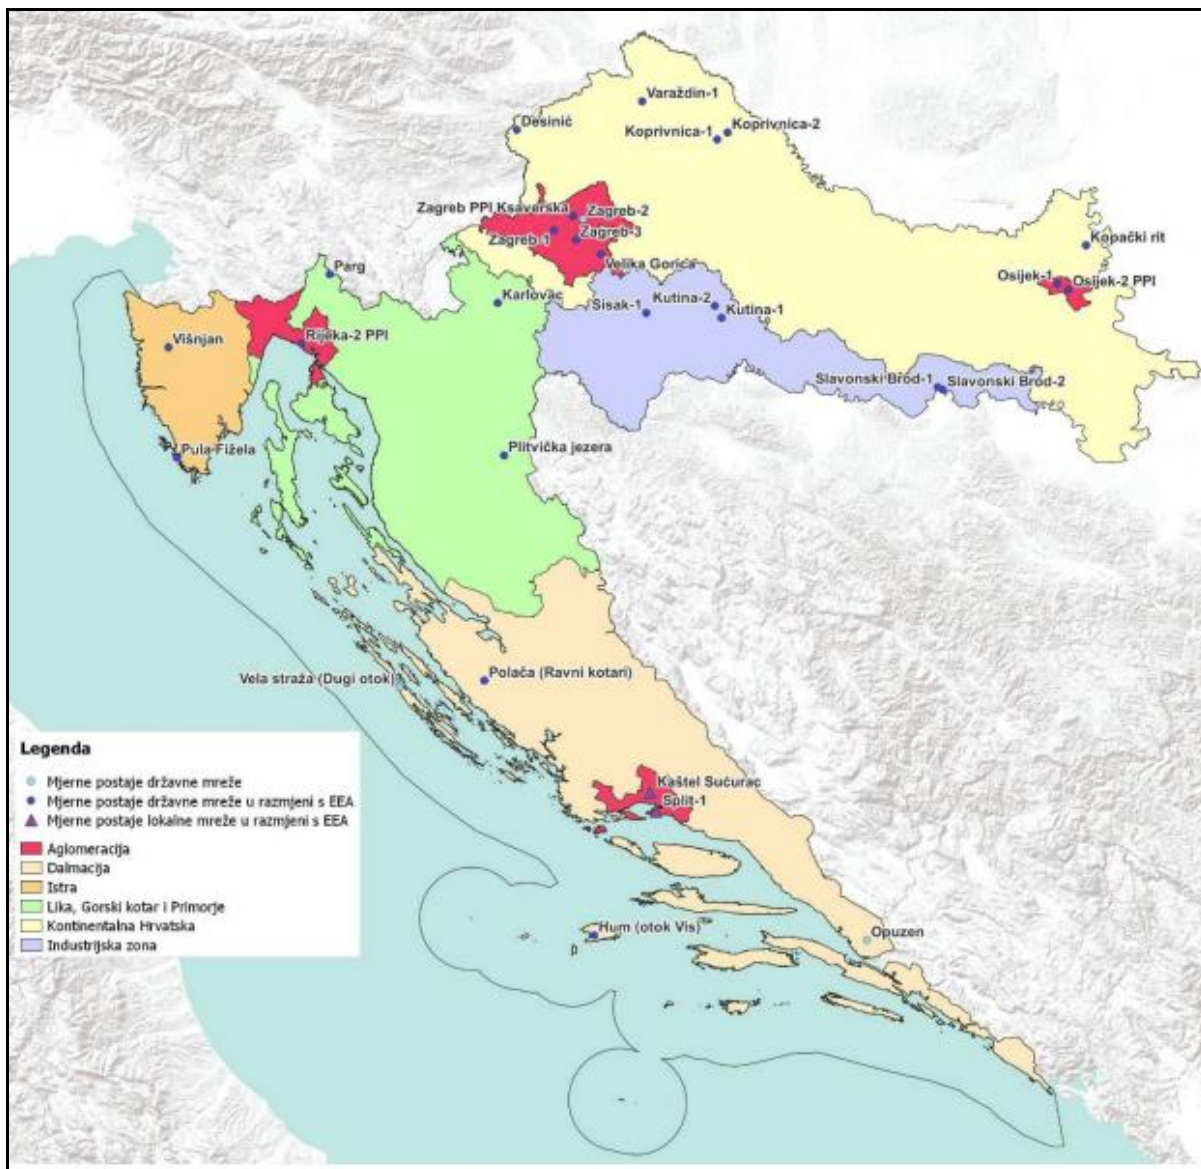 Varaždin-1
Desinić
Koprivnica-1
Koprivnica-2
Zagreb PPI Ksaverska
Zagreb-2
Zagreb-1
Zagreb-3
Velika Gorica
Kopački rit
Osijek-1
Osijek-2 PPI
Parg
Karlovac
Sisak-1
Kutina-2
Kutina-1
Rijeka-2 PPI
Višnjan
Slavonski Brod-1
Slavonski Brod-2
Pula Fižela
Plitvička jezera
Vela straža (Dugi otok)
Polača (Ravni kotari)
Kaštel Sućurac
Split-1
Hum (otok Vis)
Opuzen
Legenda
Mjerne postaje državne mreže
Mjerne postaje državne mreže u razmjeni s EEA
Mjerne postaje lokalne mreže u razmjeni s EEA
Aglomeracija
Dalmacija
Istra
Lika, Gorski kotar i Primorje
Kontinentalna Hrvatska
Industrijska zona